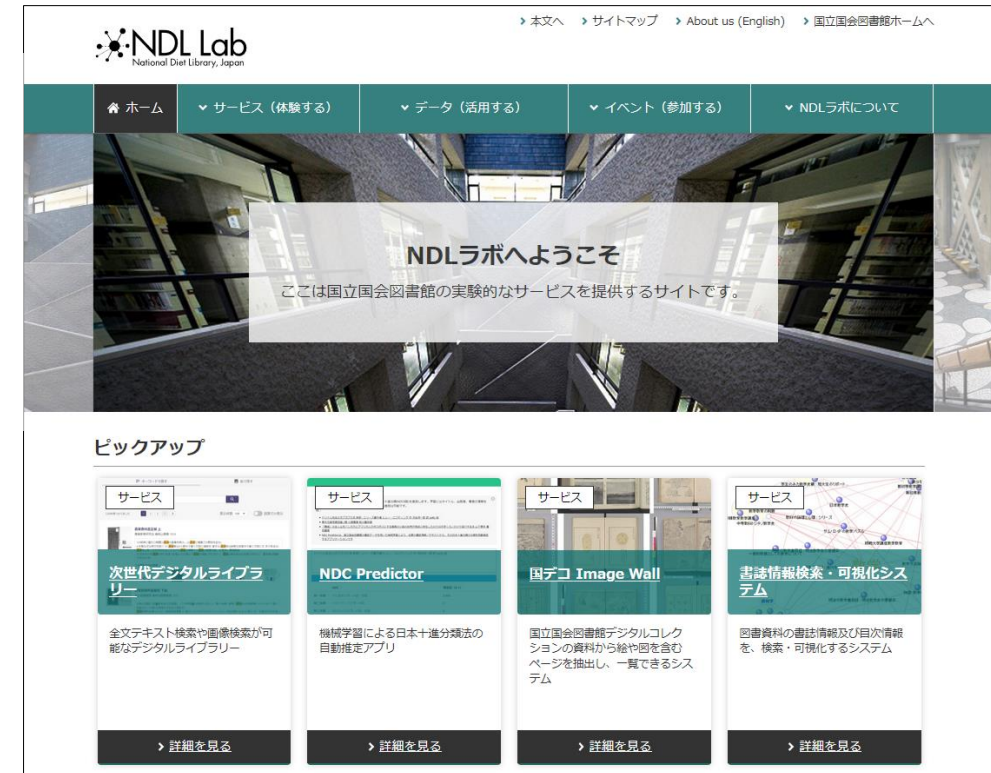 本文へ サイトマップ About us (English) 国立国会図書館ホームへ
NDL Lab
National Diet Library, Japan
ホーム サービス（体験する） データ（活用する） イベント（参加する） NDLラボについて
NDLラボへようこそ
ここは国立国会図書館の実験的なサービスを提供するサイトです。
ピックアップ
サービス
次世代デジタルライブラ
リー
全文テキスト検索や画像検索が可
能なデジタルライブラリー
詳細を見る
サービス
NDC Predictor
機械学習による日本十進分類法の
自動推定アプリ
詳細を見る
サービス
国デコ Image Wall
国立国会図書館デジタルコレク
ションの資料から絵や図を含む
ページを抽出し、一覧できるシス
テム
詳細を見る
サービス
書誌情報検索・可視化シス
テム
図書資料の書誌情報及び目次情報
を、検索・可視化するシステム
詳細を見る